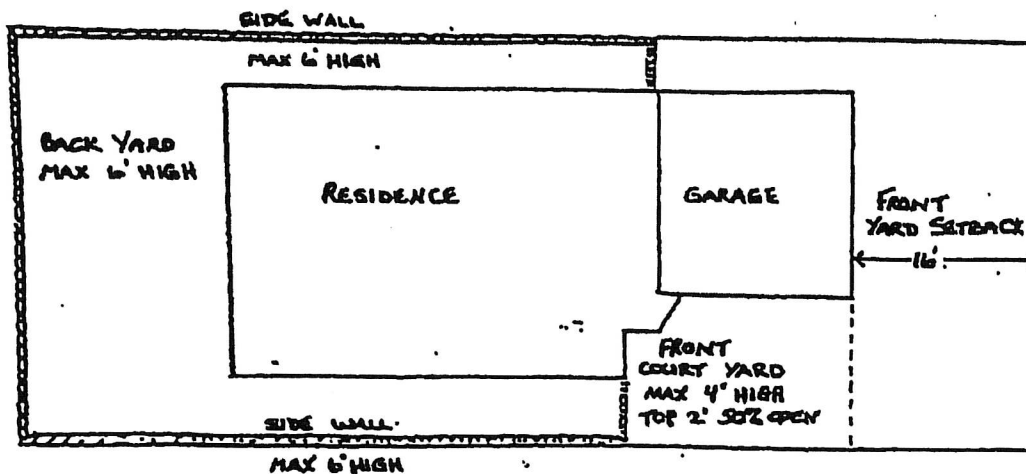 SIDE WALL
MAX 6' HIGH
BACK YARD
MAX 6' HIGH
RESIDENCE
GARAGE
FRONT
YARD SETBACK
16'
FRONT
COURT YARD
MAX 4' HIGH
TOP 2' 50% OPEN
SIDE WALL
MAX 6' HIGH